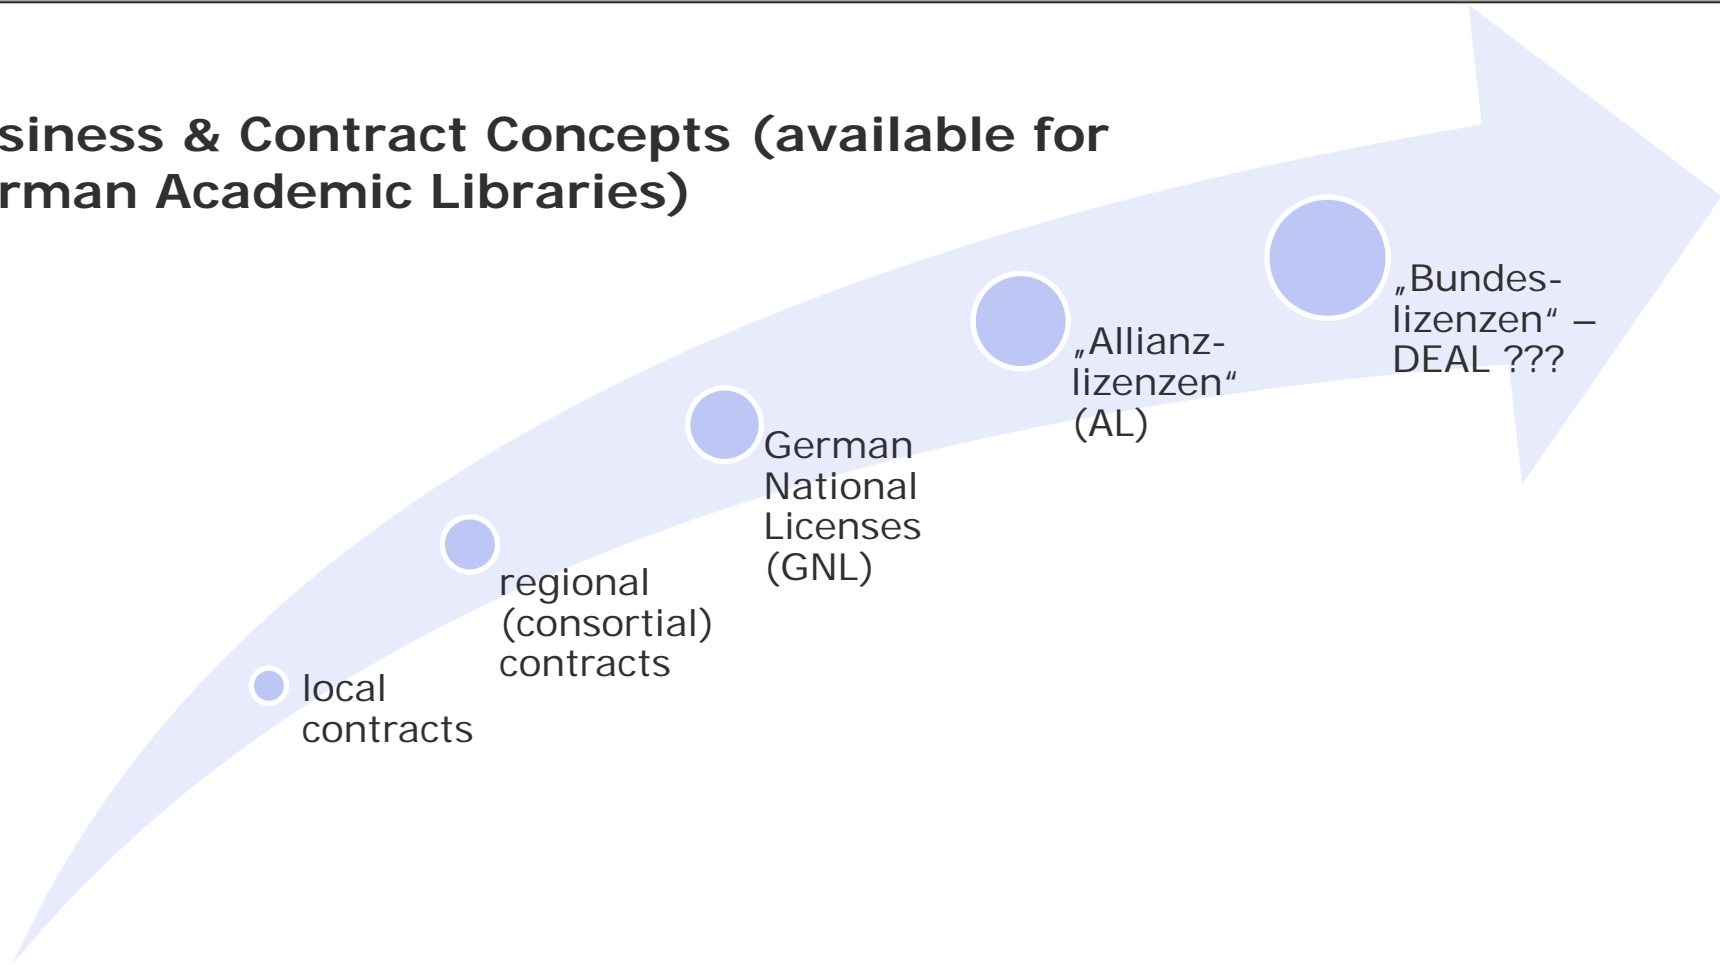 siness & Contract Concepts (available for
rman Academic Libraries)
„Bundes-
lizenzen“ –
DEAL ???
„Allianz-
lizenzen“
(AL)
German
National
Licenses
(GNL)
regional
(consortial)
contracts
local
contracts